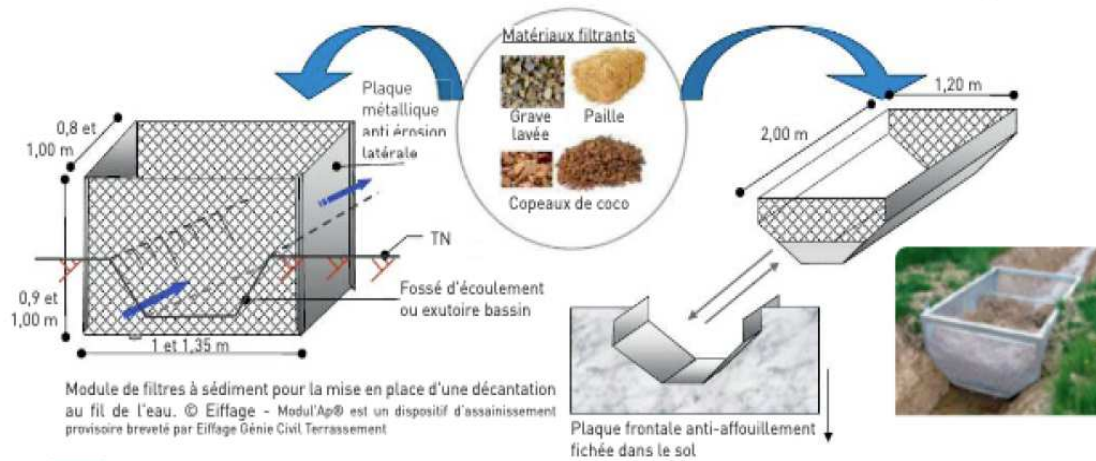 Matériaux filtrants
Grave
lavée
Paille
Copeaux de coco
Plaque
métallique
anti érosion
latérale
0,8 et
1,00 m
0,9 et
1,00 m
1 et 1,35 m
TN
Fossé d'écoulement
ou exutoire bassin
1,20 m
2,00 m
Plaque frontale anti-affouillement
fichée dans le sol
Module de filtres à sédiment pour la mise en place d'une décantation
au fil de l'eau. © Eiffage - Modul'Ap® est un dispositif d'assainissement
provisoire breveté par Eiffage Génie Civil Terrassement